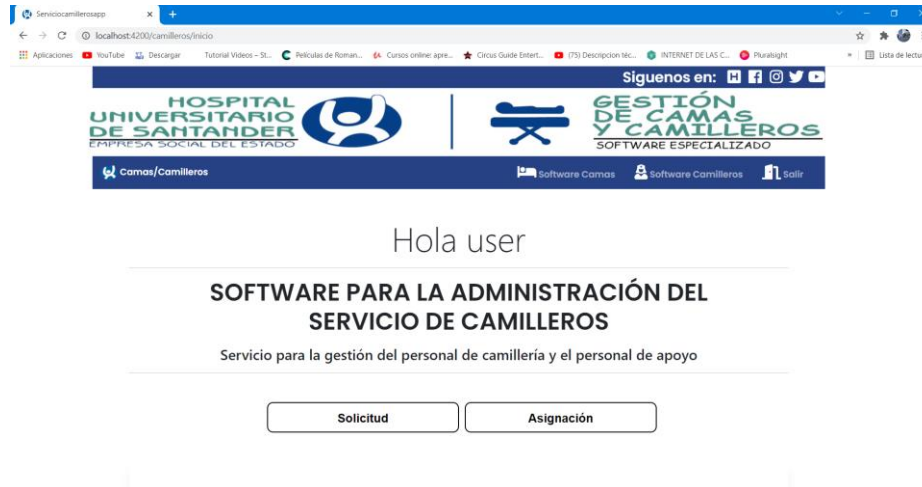 Serviciocamillerosapp
localhost:4200/camilleros/inicio
Aplicaciones YouTube Descargar Tutorial Videos – St... Películas de Roman... Cursos online: apre... Circus Guide Entert... (75) Descripcion téc... INTERNET DE LAS C... Pluralsight » Lista de lectu
Siguenos en:
HOSPITAL
UNIVERSITARIO
DE SANTANDER
EMPRESA SOCIAL DEL ESTADO
GESTIÓN
DE CAMAS
Y CAMILLEROS
SOFTWARE ESPECIALIZADO
Camas/Camilleros Software Camas Software Camilleros Salir
Hola user
SOFTWARE PARA LA ADMINISTRACIÓN DEL
SERVICIO DE CAMILLEROS
Servicio para la gestión del personal de camillería y el personal de apoyo
Solicitud Asignación